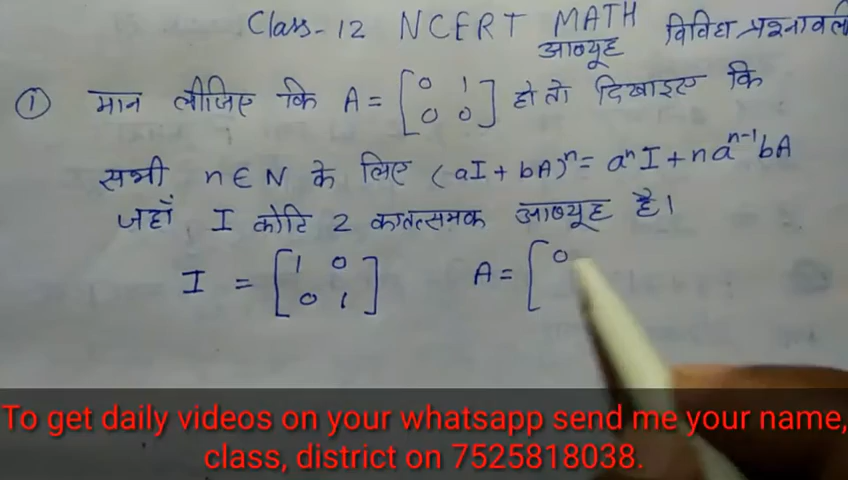 Class-12 NCERT MATH विविध प्रश्नावली
आव्यूह
① मान लीजिए कि A = [0 1 0 0] हो तो दिखाइए कि
सभी n ∈ N के लिए (aI + bA)ⁿ = aⁿI + naⁿ⁻¹bA
जहाँ I कोटि 2 का तत्समक आव्यूह है।
I = [1 0 0 1] A = [0
To get daily videos on your whatsapp send me your name,
class, district on 7525818038.